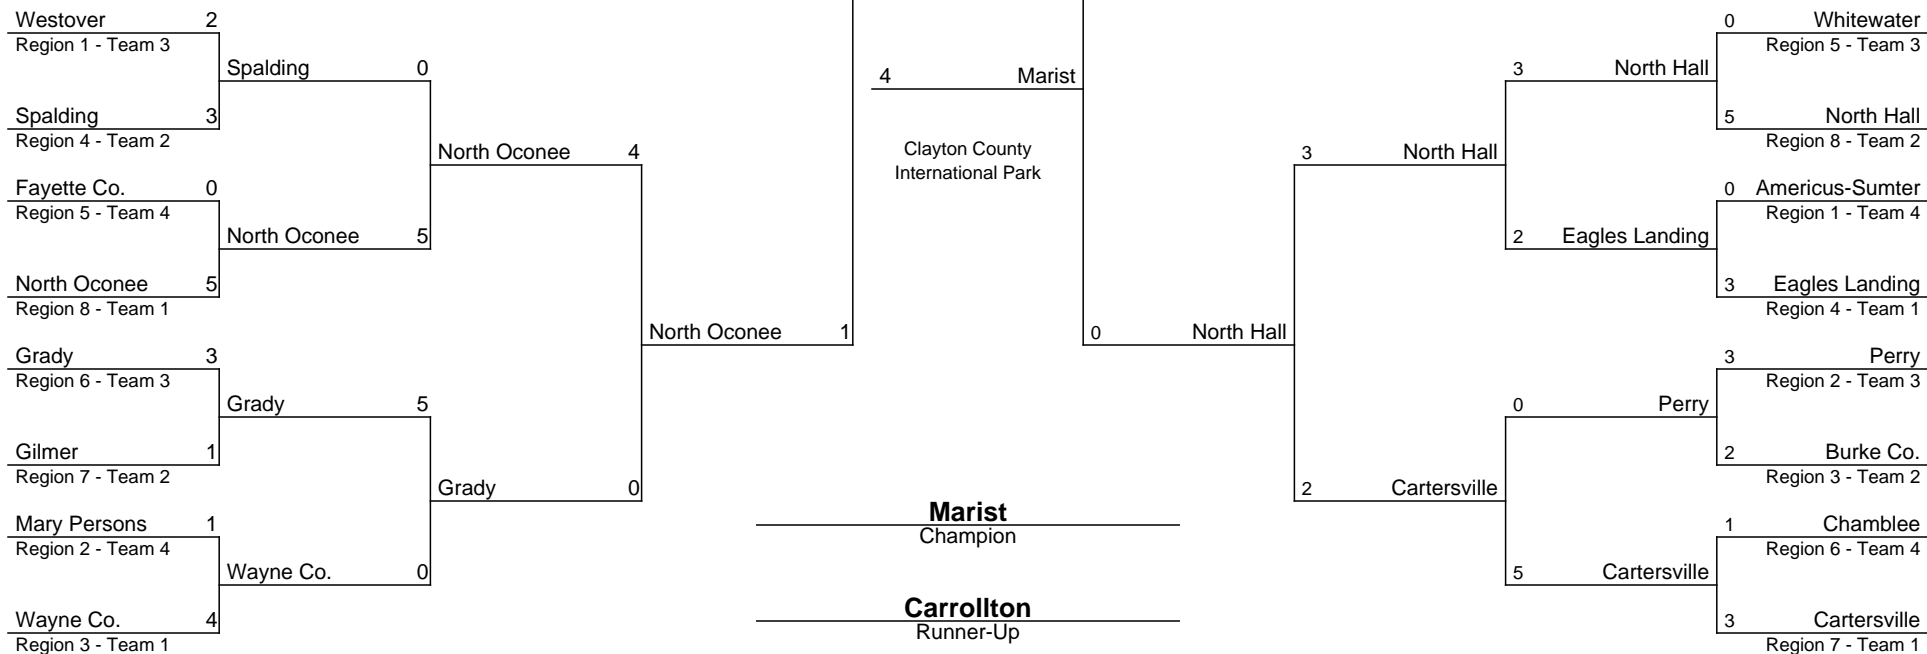 Westover 2
Region 1 - Team 3
Spalding 0
Spalding 3
Region 4 - Team 2
North Oconee 4
Fayette Co. 0
Region 5 - Team 4
North Oconee 5
North Oconee 5
Region 8 - Team 1
North Oconee 1
Grady 3
Region 6 - Team 3
Grady 5
Gilmer 1
Region 7 - Team 2
Grady 0
Mary Persons 1
Region 2 - Team 4
Wayne Co. 0
Wayne Co. 4
Region 3 - Team 1
4 Marist
Clayton County
International Park
Marist
Champion
Carrollton
Runner-Up
0 Whitewater
Region 5 - Team 3
3 North Hall
5 North Hall
Region 8 - Team 2
3 North Hall
0 Americus-Sumter
Region 1 - Team 4
2 Eagles Landing
3 Eagles Landing
Region 4 - Team 1
0 North Hall
3 Perry
Region 2 - Team 3
0 Perry
2 Burke Co.
Region 3 - Team 2
2 Cartersville
1 Chamblee
Region 6 - Team 4
5 Cartersville
3 Cartersville
Region 7 - Team 1